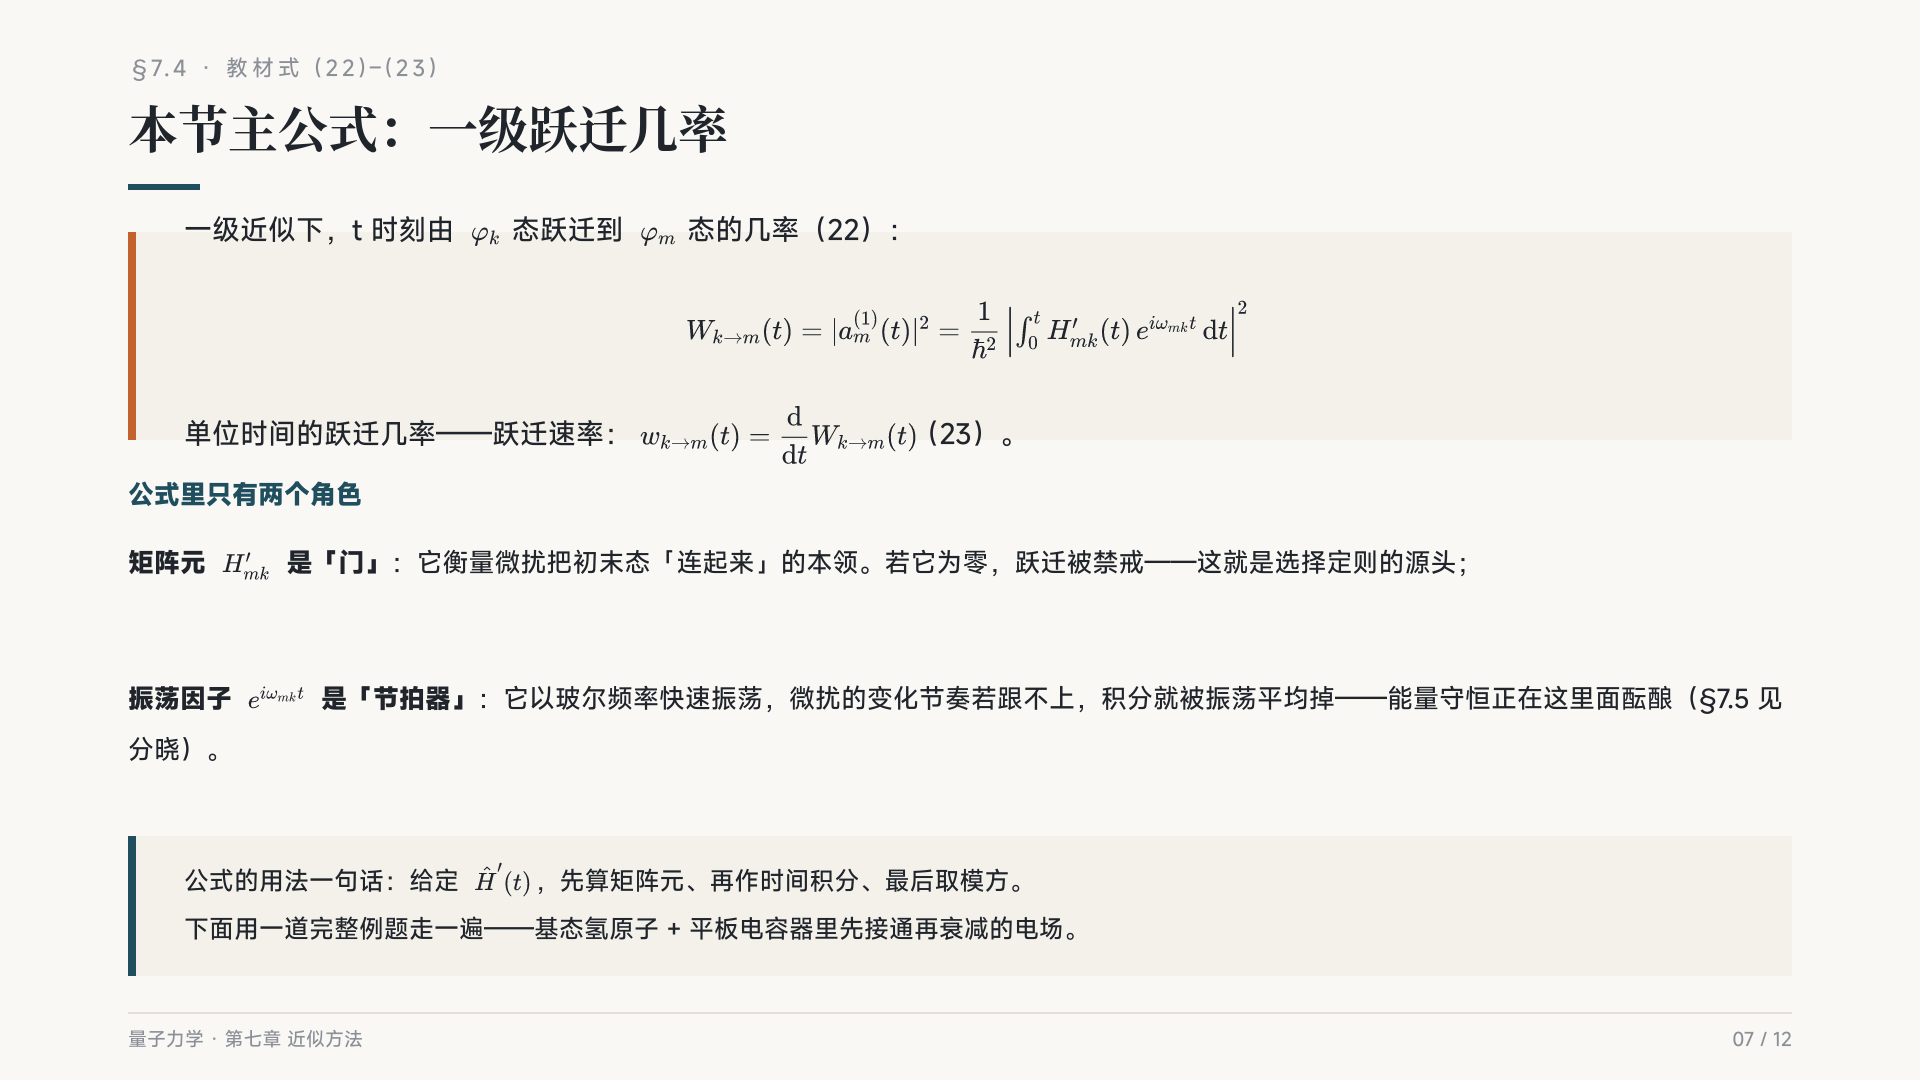 §7.4 · 教材式 (22)–(23)
本节主公式：一级跃迁几率
一级近似下，t 时刻由 φₖ 态跃迁到 φₘ 态的几率（22）：
W_{k→m}(t) = |a_m^{(1)}(t)|² = \frac{1}{ħ²} |∫_0^t H′_{mk}(t) e^{iω_{mk}t} dt|²
单位时间的跃迁几率——跃迁速率： w_{k→m}(t) = \frac{d}{dt} W_{k→m}(t)（23）。
公式里只有两个角色
矩阵元 H′_{mk} 是「门」：它衡量微扰把初末态「连起来」的本领。若它为零，跃迁被禁戒——这就是选择定则的源头；
振荡因子 e^{iω_{mk}t} 是「节拍器」：它以玻尔频率快速振荡，微扰的变化节奏若跟不上，积分就被振荡平均掉——能量守恒正在这里面酝酿（§7.5 见
分晓）。
公式的用法一句话：给定 Ĥ′(t)，先算矩阵元、再作时间积分、最后取模方。
下面用一道完整例题走一遍——基态氢原子 + 平板电容器里先接通再衰减的电场。
量子力学 · 第七章 近似方法
07 / 12